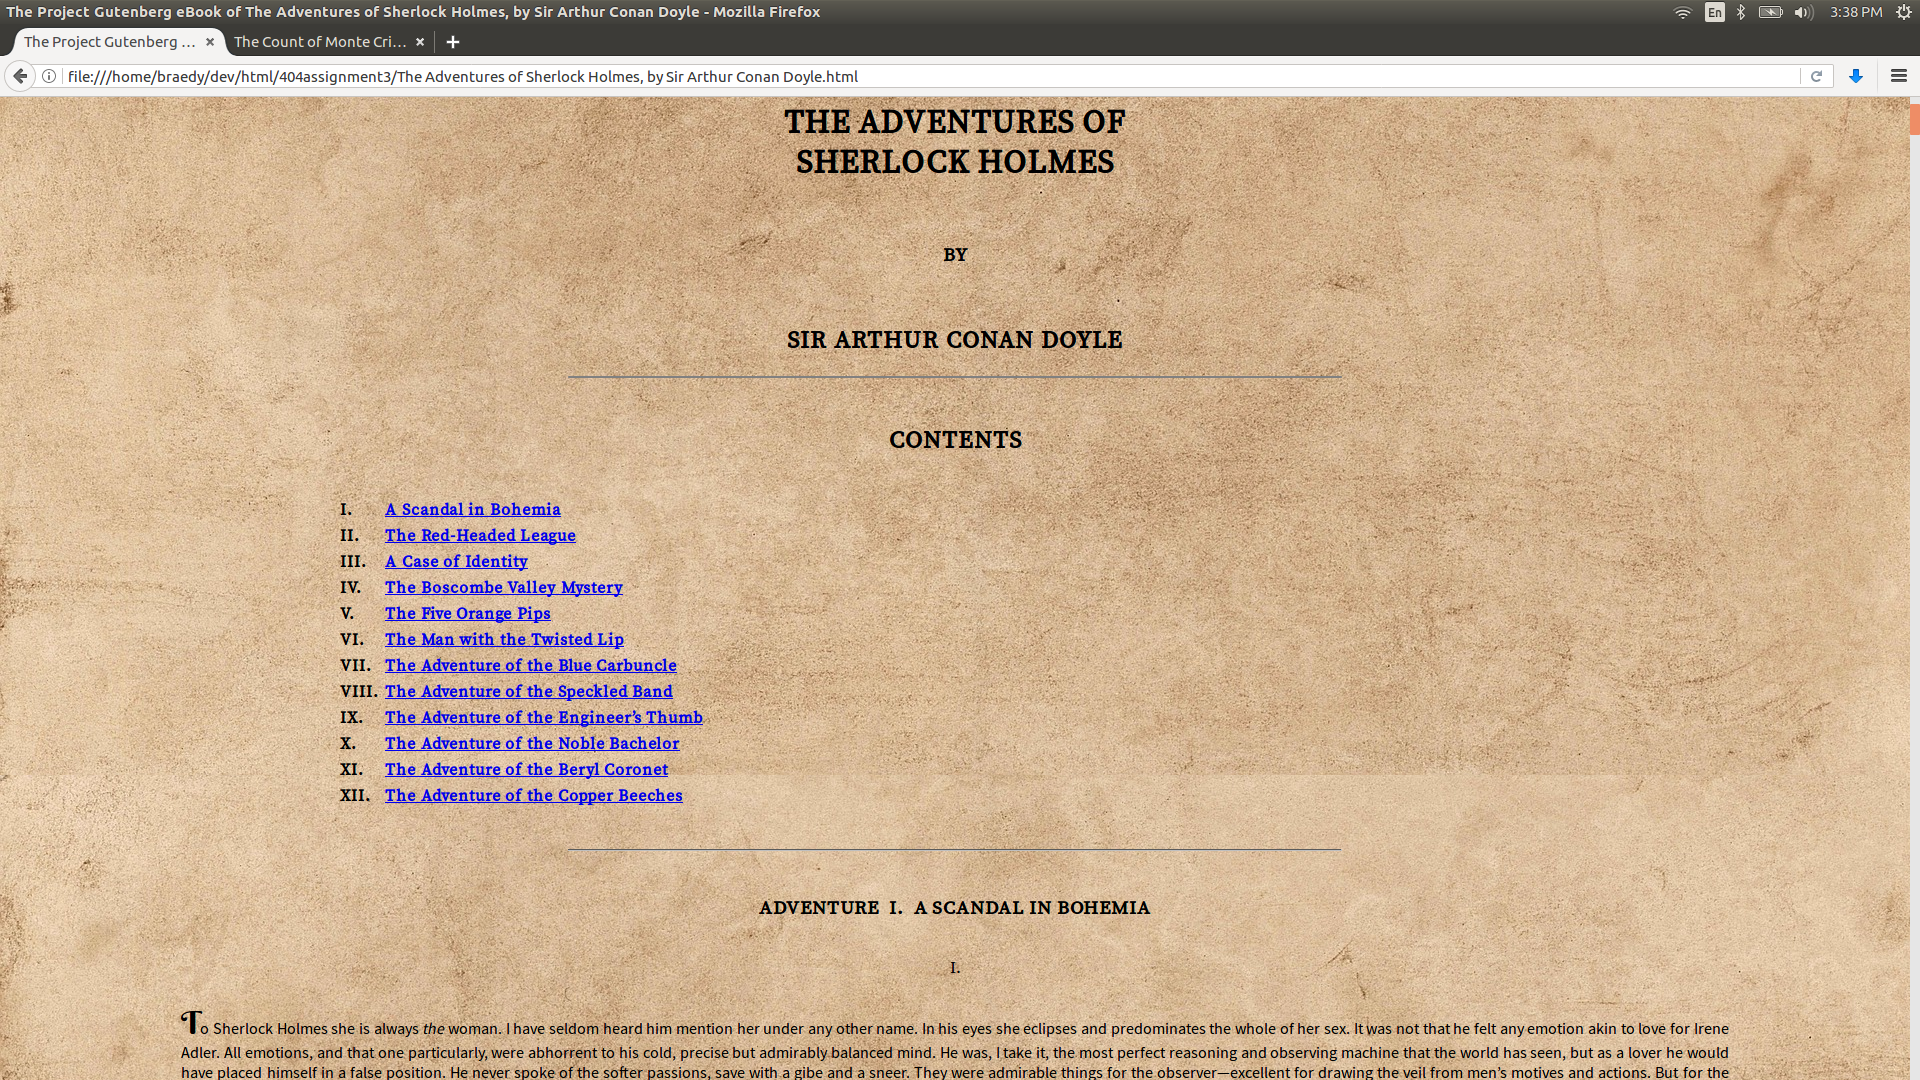 The Project Gutenberg eBook of The Adventures of Sherlock Holmes, by Sir Arthur Conan Doyle - Mozilla Firefox
En
3:38 PM
The Project Gutenberg ...
The Count of Monte Cri...
file:///home/braedy/dev/html/404assignment3/The Adventures of Sherlock Holmes, by Sir Arthur Conan Doyle.html
THE ADVENTURES OF
SHERLOCK HOLMES
BY
SIR ARTHUR CONAN DOYLE
CONTENTS
I. A Scandal in Bohemia
II. The Red-Headed League
III. A Case of Identity
IV. The Boscombe Valley Mystery
V. The Five Orange Pips
VI. The Man with the Twisted Lip
VII. The Adventure of the Blue Carbuncle
VIII. The Adventure of the Speckled Band
IX. The Adventure of the Engineer’s Thumb
X. The Adventure of the Noble Bachelor
XI. The Adventure of the Beryl Coronet
XII. The Adventure of the Copper Beeches
ADVENTURE I. A SCANDAL IN BOHEMIA
I.
To Sherlock Holmes she is always the woman. I have seldom heard him mention her under any other name. In his eyes she eclipses and predominates the whole of her sex. It was not that he felt any emotion akin to love for Irene
Adler. All emotions, and that one particularly, were abhorrent to his cold, precise but admirably balanced mind. He was, I take it, the most perfect reasoning and observing machine that the world has seen, but as a lover he would
have placed himself in a false position. He never spoke of the softer passions, save with a gibe and a sneer. They were admirable things for the observer—excellent for drawing the veil from men’s motives and actions. But for the